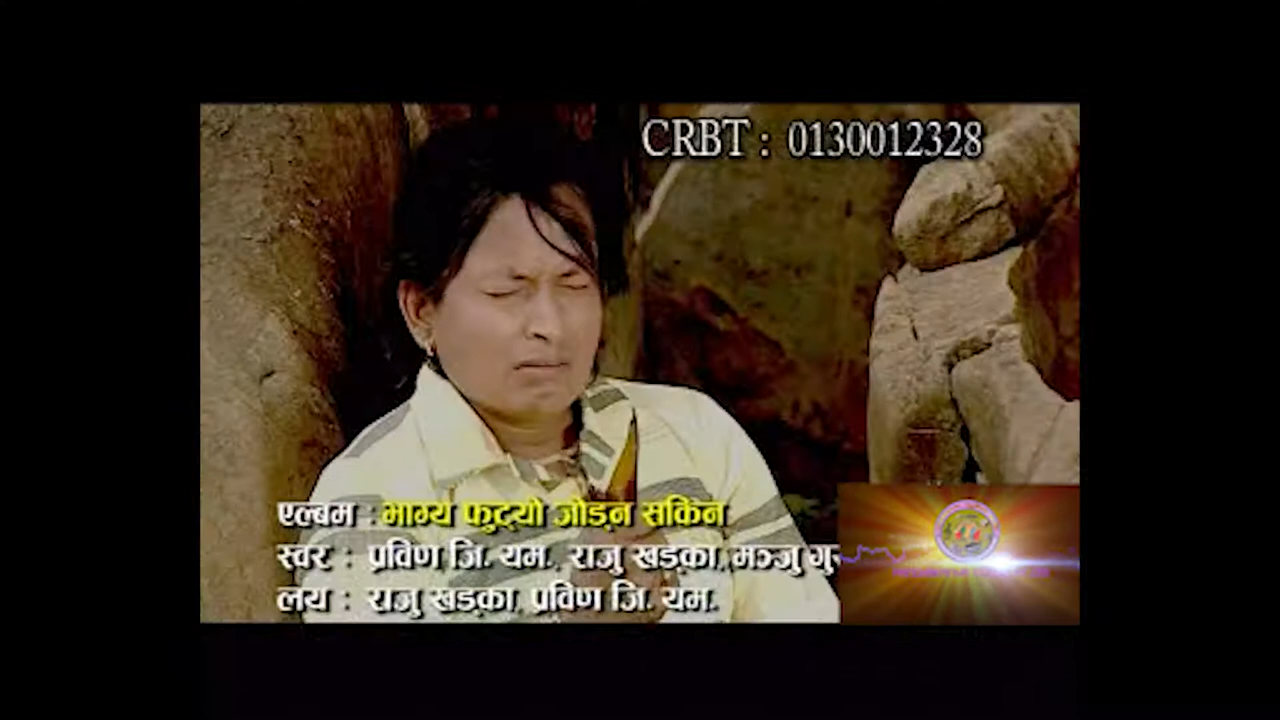 CRBT : 0130012328
एल्बम : भाग्य फुट्यो जोड्न सकिन
स्वर : प्रविण जि. यम., राजु खड्का, मञ्जु
लय : राजु खड्का, प्रविण जि. यम.